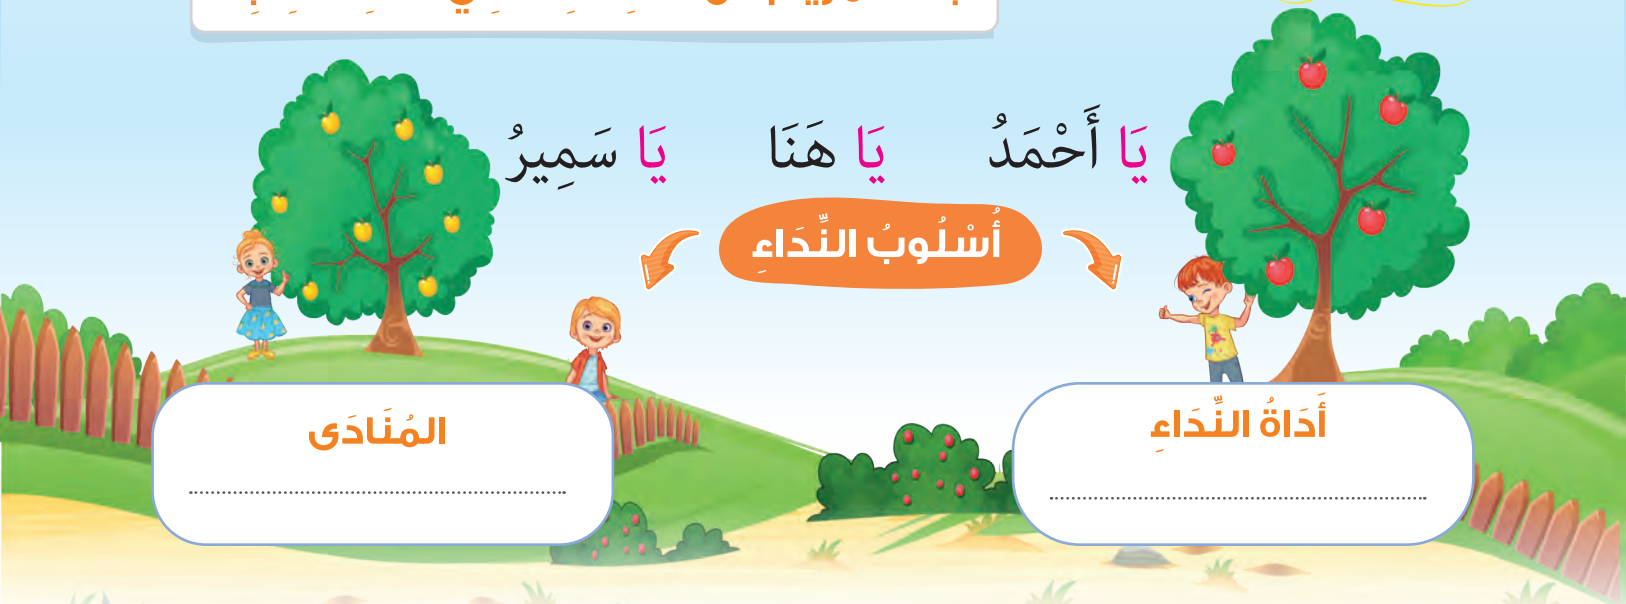 يَا أَحْمَدُ يَا هَنَا يَا سَمِيرُ
أُسْلُوبُ النِّدَاءِ
أَدَاةُ النِّدَاءِ
المُنَادَى